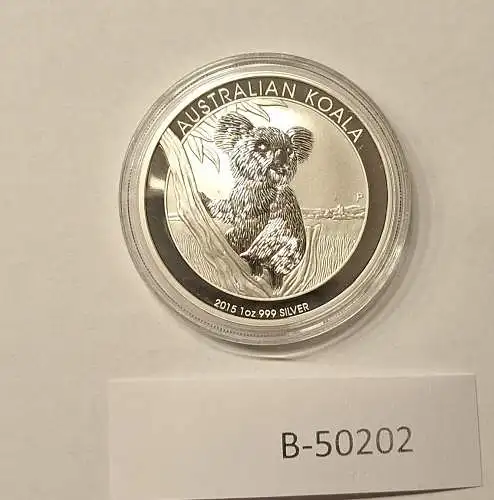 AUSTRALIAN KOALA
P
2015 1oz 999 SILVER
B-50202